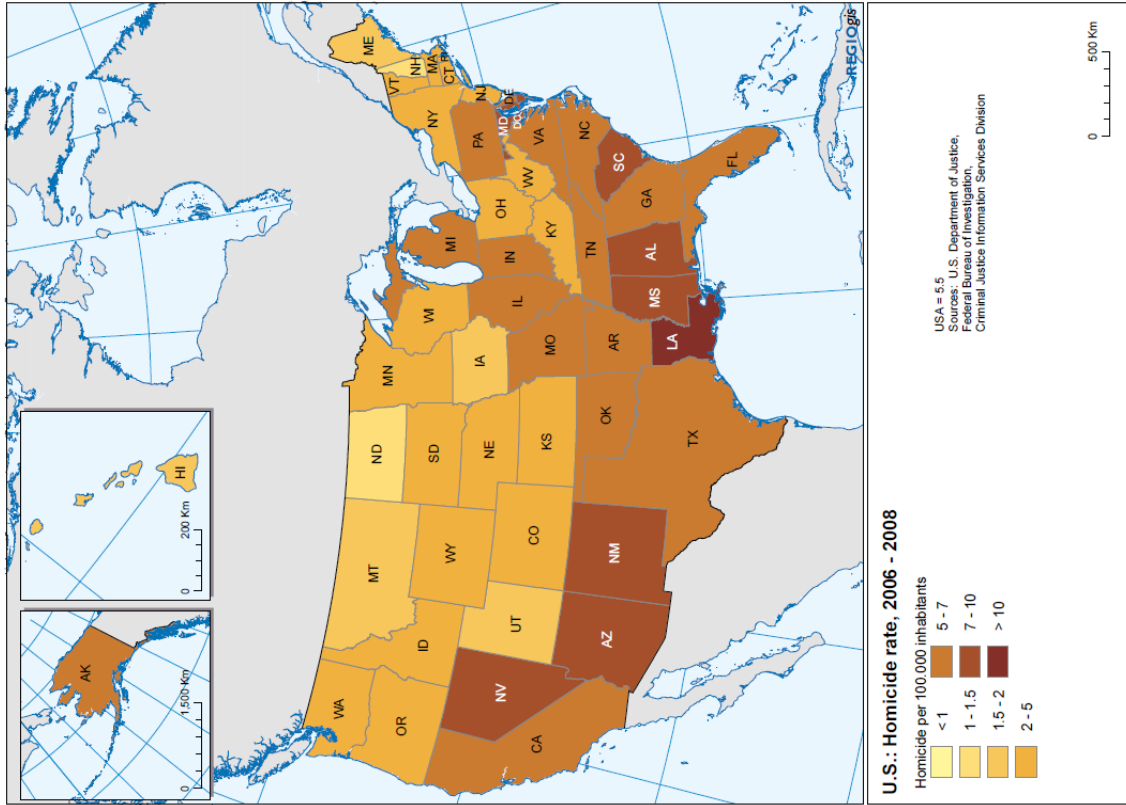 AK
1,500 Km
0
HI
0
200 Km
WA
OR
CA
NV
ID
MT
WY
UT
AZ
CO
NM
ND
SD
NE
KS
OK
TX
MN
IA
MO
AR
LA
WI
IL
MS
MI
IN
OH
KY
TN
AL
GA
FL
SC
NC
VA
WV
MD
DC
DE
PA
NJ
NY
CT
RI
MA
VT
NH
ME
REGIOgis
U.S.: Homicide rate, 2006 - 2008
Homicide per 100.000 inhabitants
< 1
1 - 1.5
1.5 - 2
2 - 5
5 - 7
7 - 10
> 10
USA = 5.5
Sources: U.S. Department of Justice,
Federal Bureau of Investigation,
Criminal Justice Information Services Division
0
500 Km